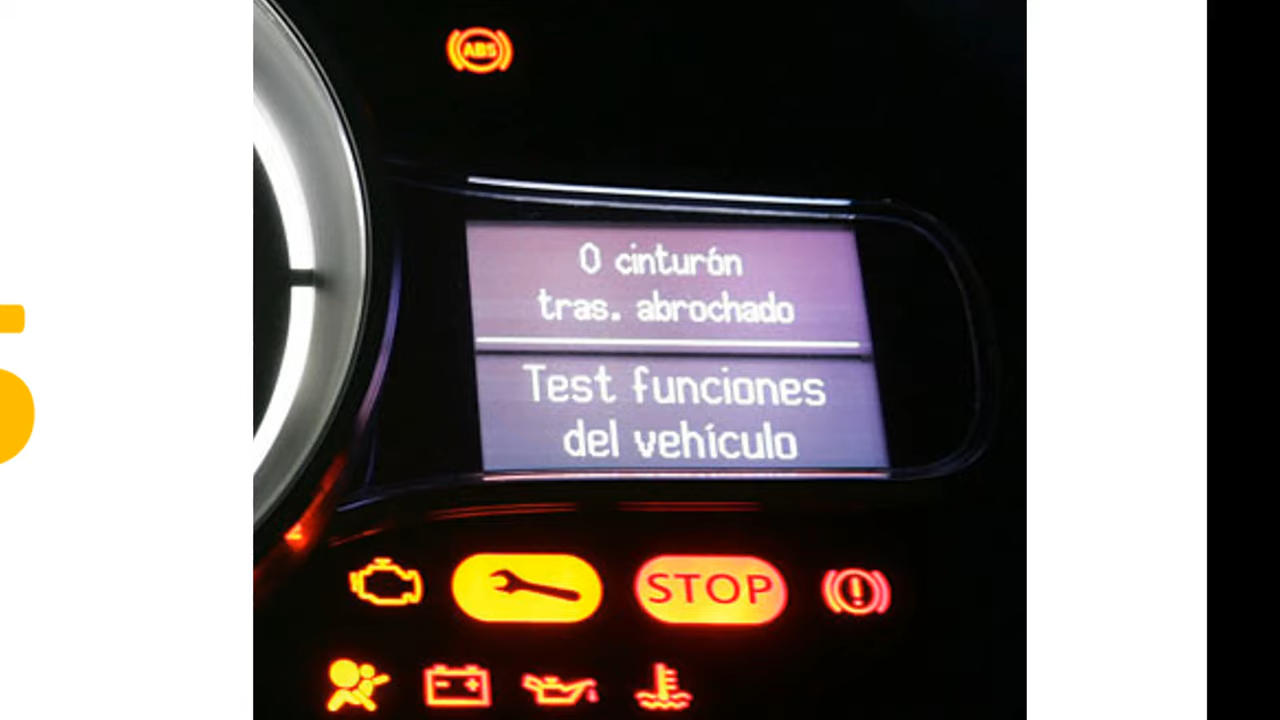 ABS
0 cinturón
tras. abrochado
Test funciones
del vehículo
STOP